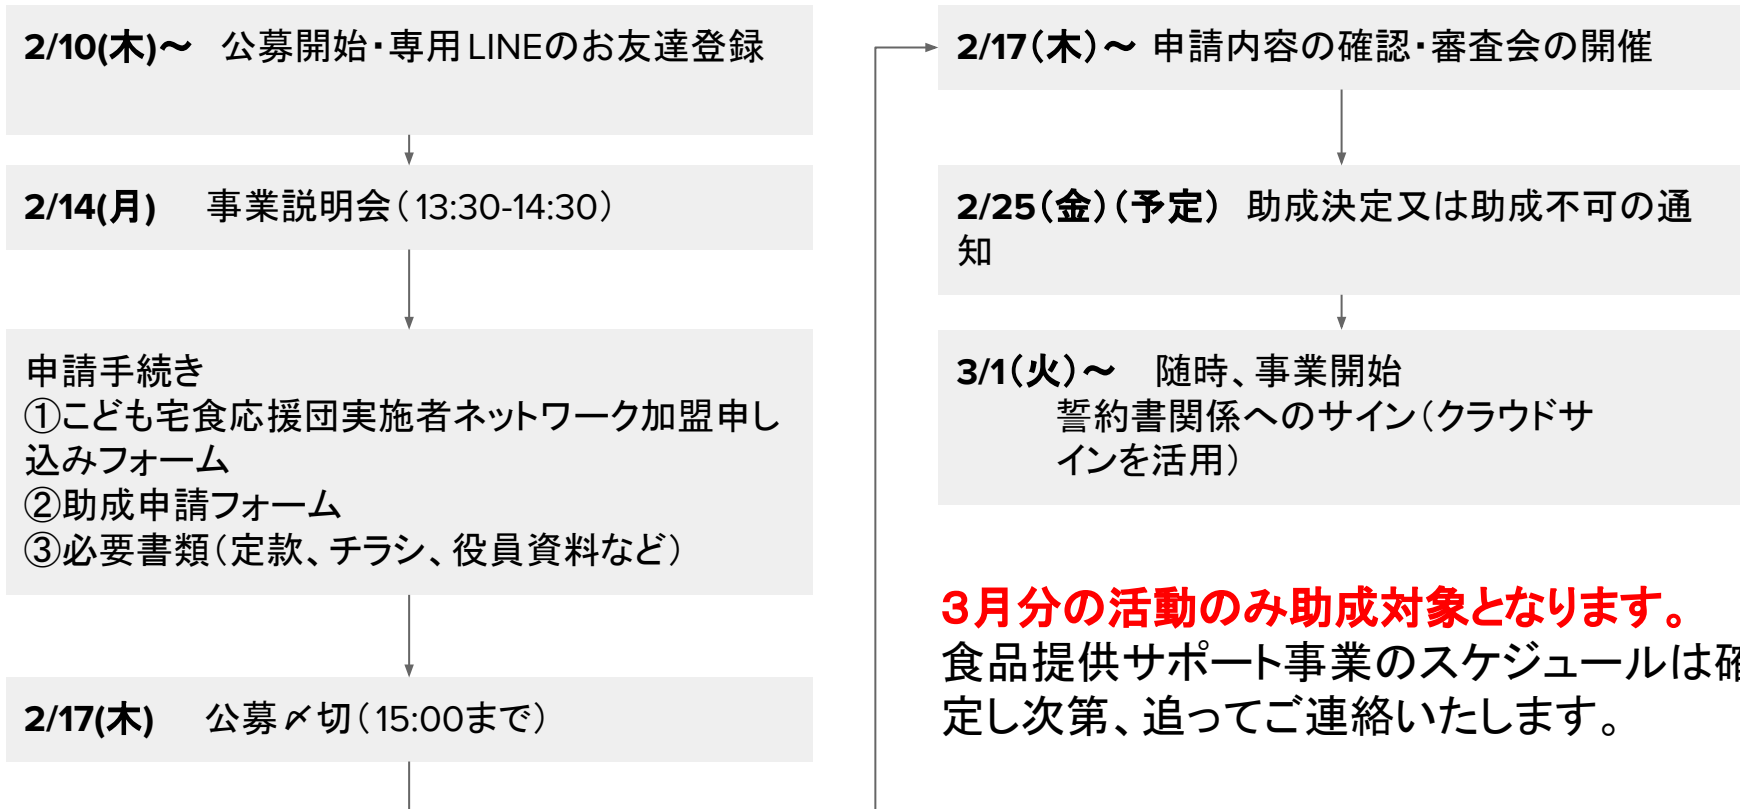 2/10(木)～ 公募開始・専用LINEのお友達登録
2/14(月) 事業説明会（13:30-14:30）
申請手続き
①こども宅食応援団実施者ネットワーク加盟申し
込みフォーム
②助成申請フォーム
③必要書類（定款、チラシ、役員資料など）
2/17(木) 公募〆切（15:00まで）
2/17（木）～ 申請内容の確認・審査会の開催
2/25（金）（予定） 助成決定又は助成不可の通
知
3/1（火）～ 随時、事業開始
誓約書関係へのサイン（クラウドサ
インを活用）
３月分の活動のみ助成対象となります。
食品提供サポート事業のスケジュールは確
定し次第、追ってご連絡いたします。